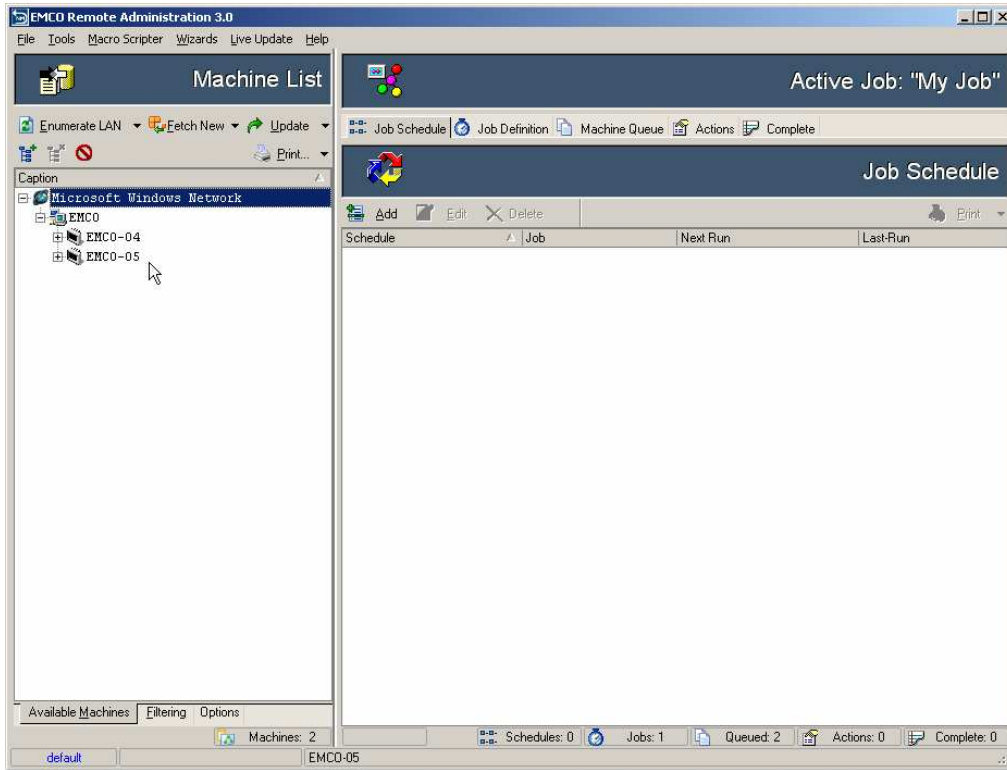 EMCO Remote Administration 3.0
File Tools Macro Scripter Wizards Live Update Help
Machine List
Active Job: "My Job"
Enumerate LAN Fetch New Update
Job Schedule Job Definition Machine Queue Actions Complete
Print...
Job Schedule
Caption
Microsoft Windows Network
Add Edit Delete Print
EMCO
Schedule Job Next Run Last-Run
EMCO-04
EMCO-05
Available Machines Filtering Options
Machines: 2 Schedules: 0 Jobs: 1 Queued: 2 Actions: 0 Complete: 0
default EMCO-05